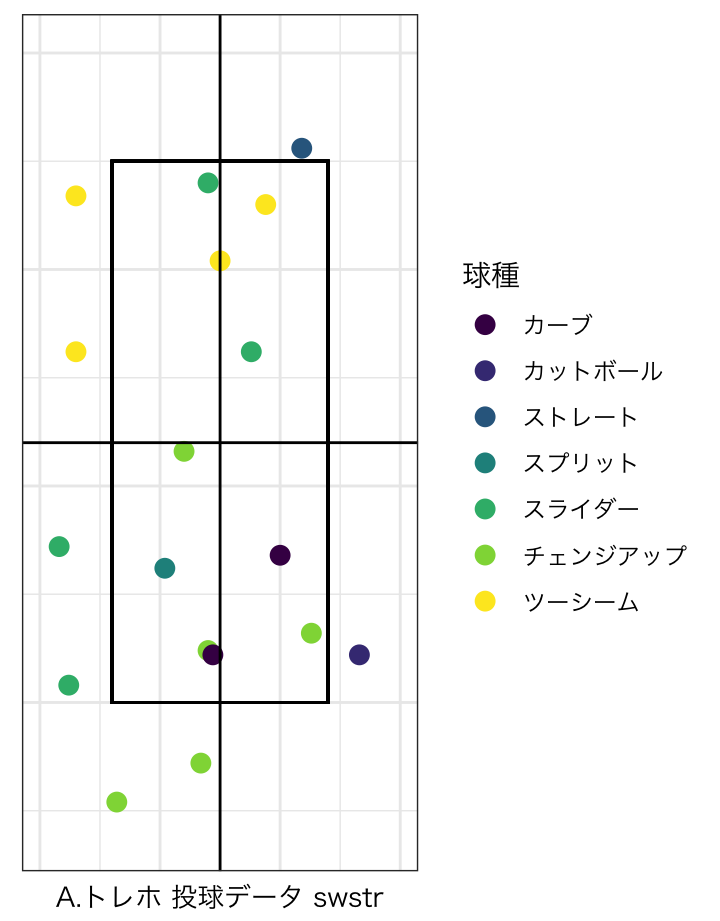 球種
カーブ
カットボール
ストレート
スプリット
スライダー
チェンジアップ
ツーシーム
A.トレホ 投球データ swstr